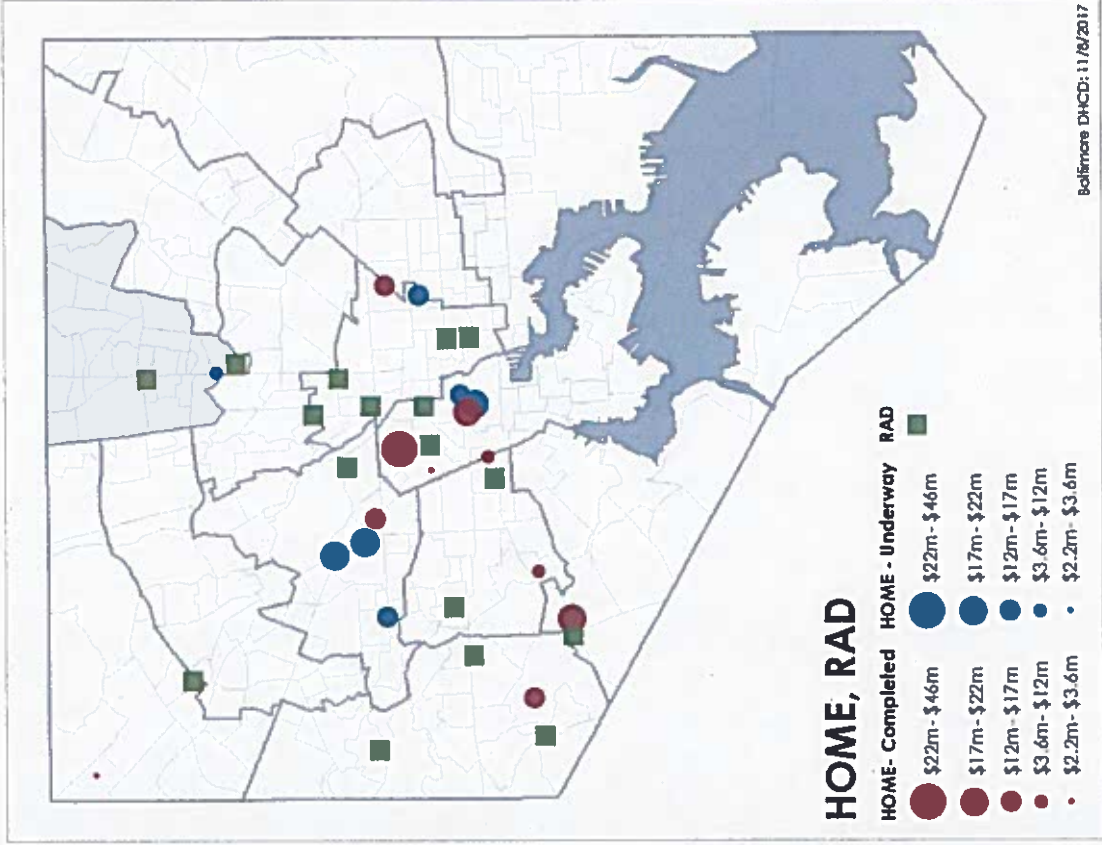 HOME, RAD
HOME- Completed HOME - Underway RAD
$22m- $46m $22m- $46m
$17m- $22m $17m- $22m
$12m- $17m $12m- $17m
$3.6m- $12m $3.6m- $12m
$2.2m- $3.6m $2.2m- $3.6m
Baltimore DHCD: 11/8/2017